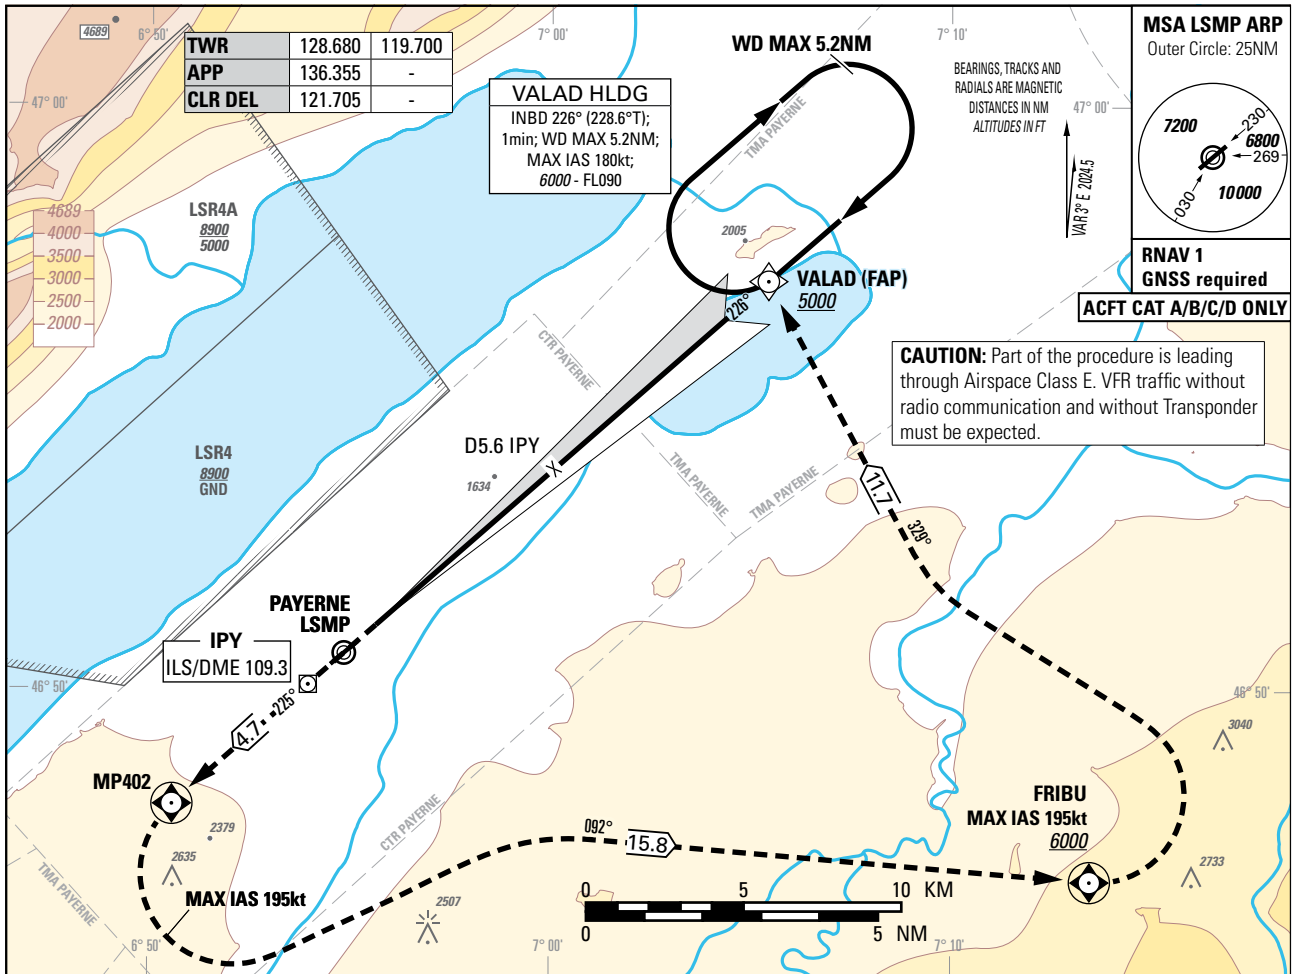 4689
6° 50'
7° 00'
7° 10'
TWR 128.680 119.700
APP 136.355 -
CLR DEL 121.705 -
WD MAX 5.2NM
MSA LSMP ARP
Outer Circle: 25NM
7200
230
6800
269
10000
030
BEARINGS, TRACKS AND
RADIALS ARE MAGNETIC
DISTANCES IN NM
ALTITUDES IN FT
47° 00'
47° 00'
VAR 3° E 2024.5
VALAD HLDG
INBD 226° (228.6°T);
1min; WD MAX 5.2NM;
MAX IAS 180kt;
6000 - FL090
TMA PAYERNE
LSR4A
8900
5000
4689
4000
3500
3000
2500
2000
2005
RNAV 1
GNSS required
ACFT CAT A/B/C/D ONLY
VALAD (FAP)
5000
226°
CTR PAYERNE
CAUTION: Part of the procedure is leading
through Airspace Class E. VFR traffic without
radio communication and without Transponder
must be expected.
LSR4
8900
GND
D5.6 IPY
1634
TMA PAYERNE
TMA PAYERNE
11.7
329°
PAYERNE
LSMP
IPY
ILS/DME 109.3
46° 50'
46° 50'
225°
4.7
3040
MP402
FRIBU
MAX IAS 195kt
6000
2379
2635
CTR PAYERNE
092°
15.8
2733
TMA PAYERNE
MAX IAS 195kt
2507
0 5 10 KM
0 5 NM
6° 50'
7° 00'
7° 10'